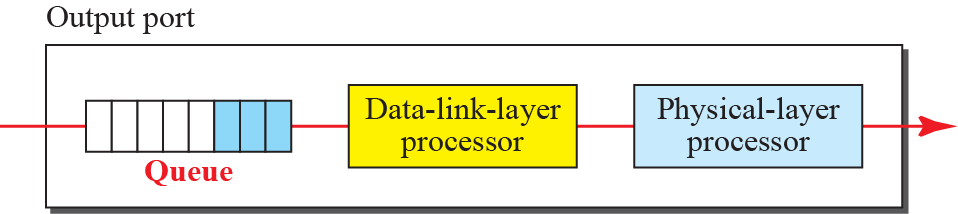 Output port
Queue
Data-link-layer
processor
Physical-layer
processor